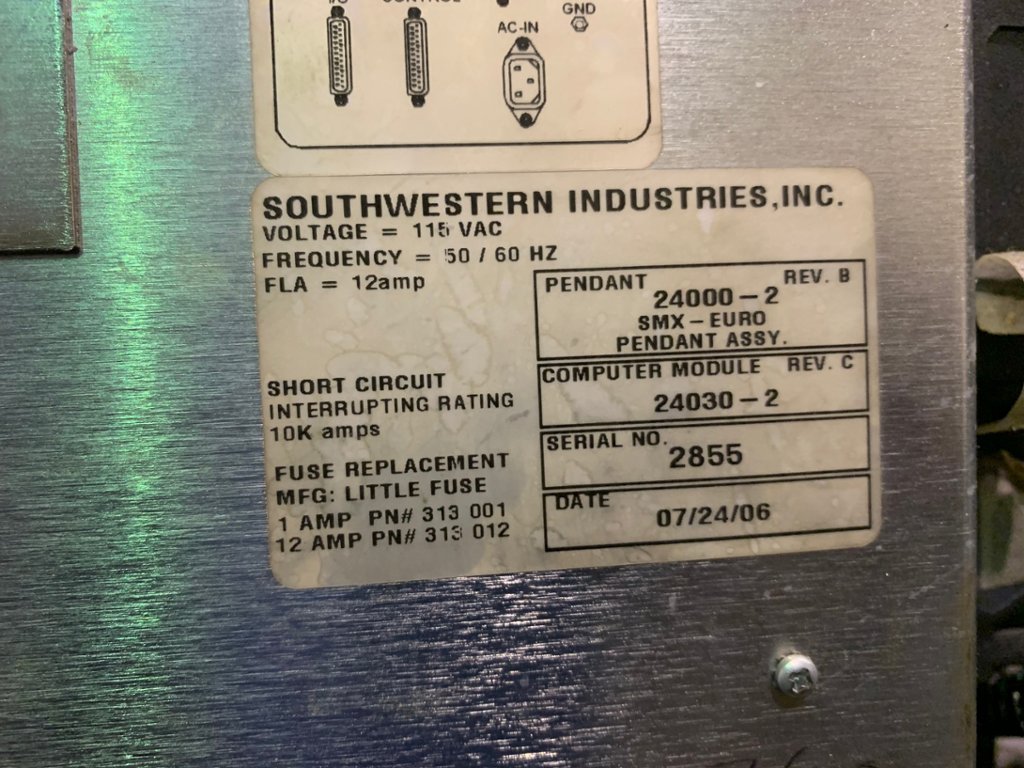 AC-IN
GND
SOUTHWESTERN INDUSTRIES,INC.
VOLTAGE = 115 VAC
FREQUENCY = 50 / 60 HZ
FLA = 12amp
PENDANT REV. B
24000-2
SMX-EURO
PENDANT ASSY.
COMPUTER MODULE REV. C
24030-2
SHORT CIRCUIT
INTERRUPTING RATING
10K amps
SERIAL NO.
2855
FUSE REPLACEMENT
MFG: LITTLE FUSE
1 AMP PN# 313 001
12 AMP PN# 313 012
DATE
07/24/06